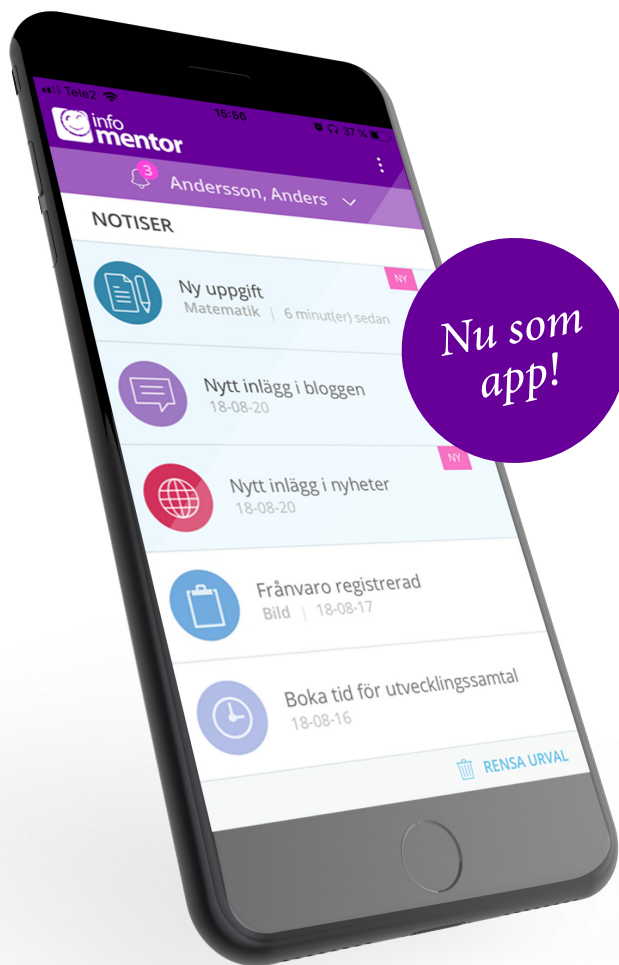 Tele2 15:56 37 %
info
mentor
3
Andersson, Anders
NOTISER
Ny uppgift
NY
Matematik | 6 minut(er) sedan
Nu som
app!
Nytt inlägg i bloggen
18-08-20
NY
Nytt inlägg i nyheter
18-08-20
Frånvaro registrerad
Bild | 18-08-17
Boka tid för utvecklingssamtal
18-08-16
RENSA URVAL